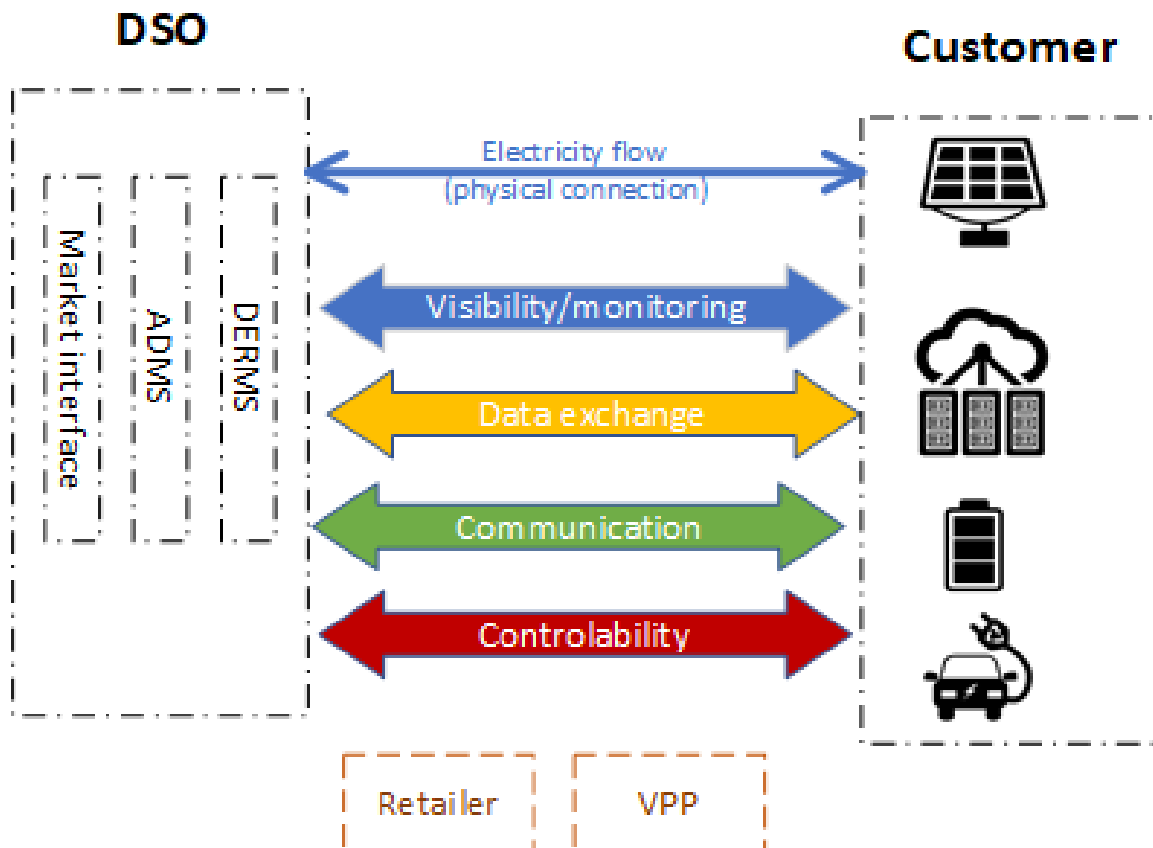 DSO
Customer
Electricity flow
(physical connection)
Market interface
ADMS
DERMS
Visibility/monitoring
Data exchange
Communication
Controlability
Retailer
VPP